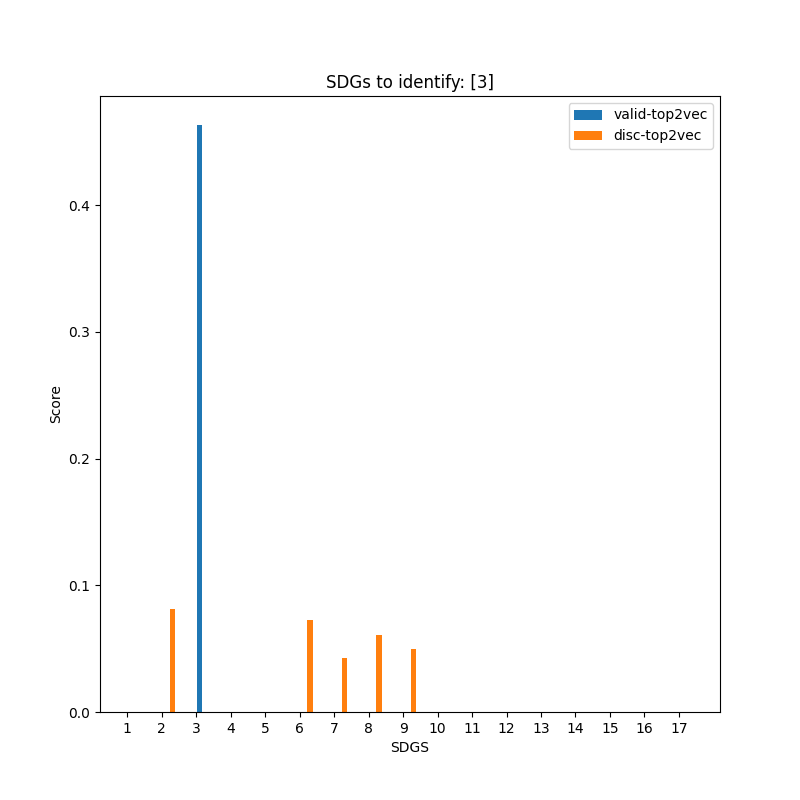 SDGs to identify: [3]
valid-top2vec
disc-top2vec
0.4
0.3
0.2
0.1
0.0
Score
1 2 3 4 5 6 7 8 9 10 11 12 13 14 15 16 17
SDGS